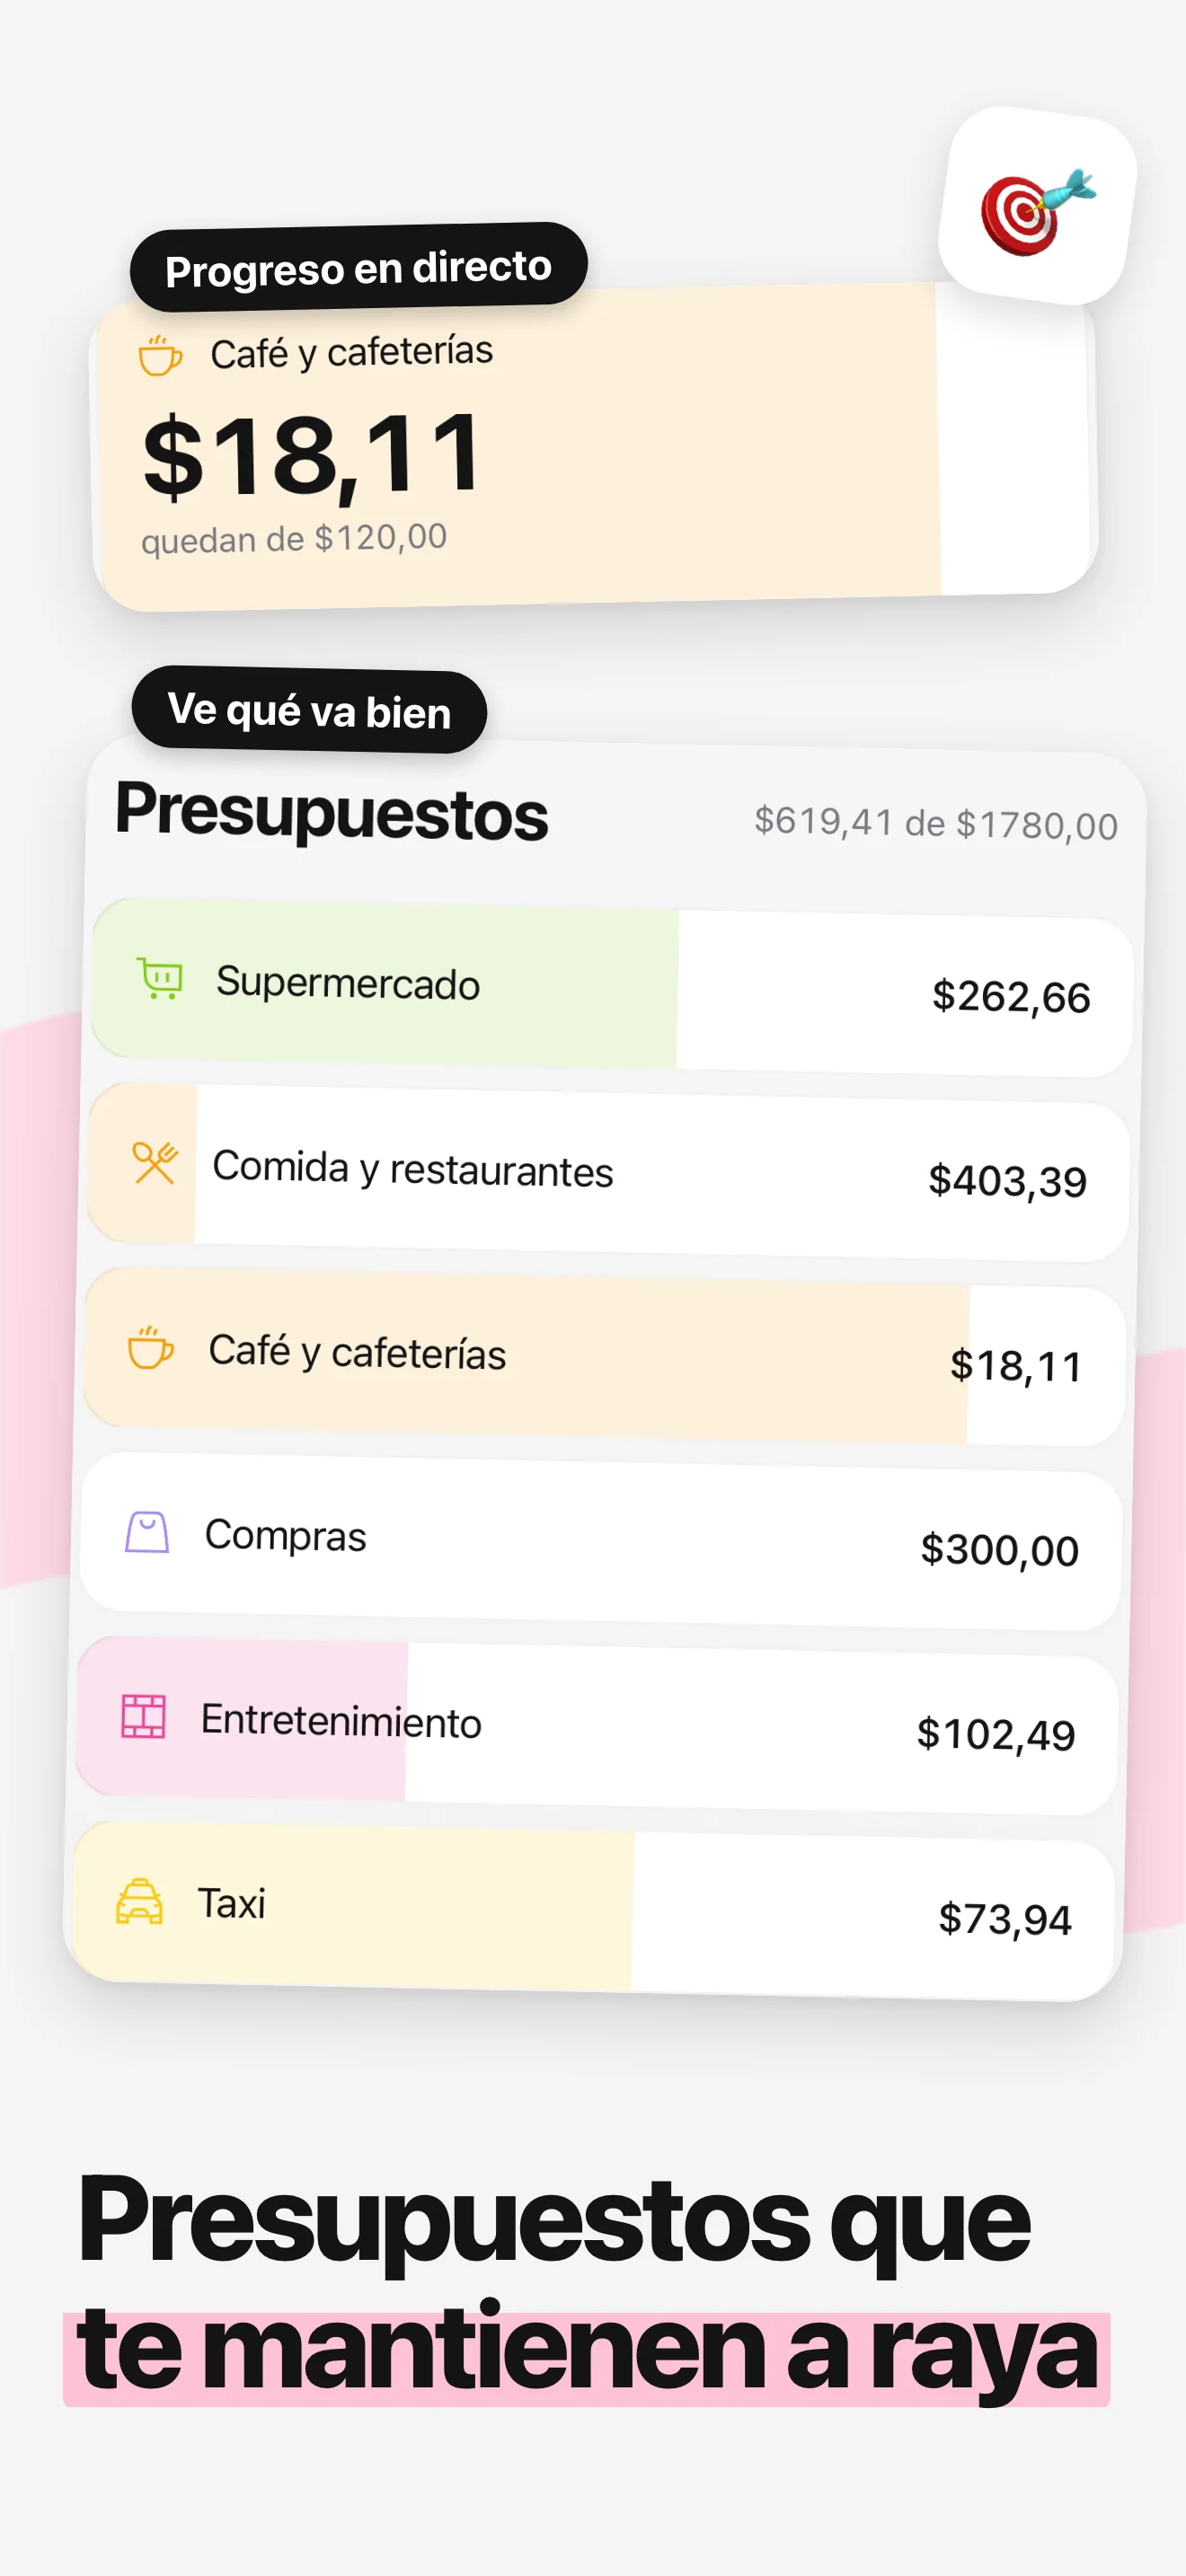 Progreso en directo
Café y cafeterías
$18,11
quedan de $120,00
Ve qué va bien
Presupuestos
$619,41 de $1780,00
Supermercado
$262,66
Comida y restaurantes
$403,39
Café y cafeterías
$18,11
Compras
$300,00
Entretenimiento
$102,49
Taxi
$73,94
Presupuestos que
te mantienen a raya